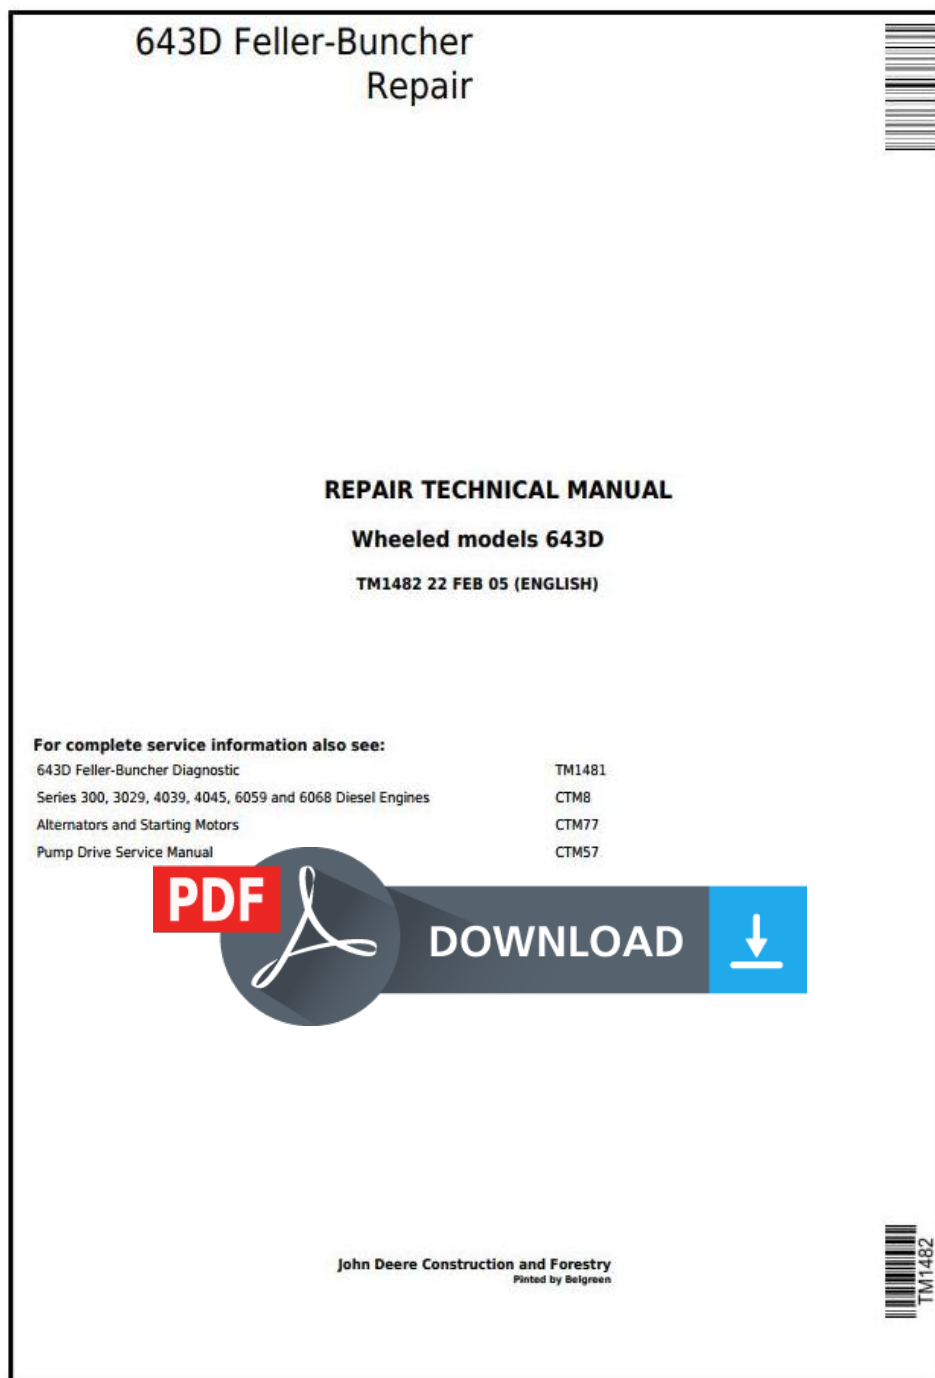 643D Feller-Buncher
Repair
REPAIR TECHNICAL MANUAL
Wheeled models 643D
TM1482 22 FEB 05 (ENGLISH)
For complete service information also see:
643D Feller-Buncher Diagnostic TM1481
Series 300, 3029, 4039, 4045, 6059 and 6068 Diesel Engines CTM8
Alternators and Starting Motors CTM77
Pump Drive Service Manual CTM57
PDF
DOWNLOAD
John Deere Construction and Forestry
Pinted by Belgreen
TM1482